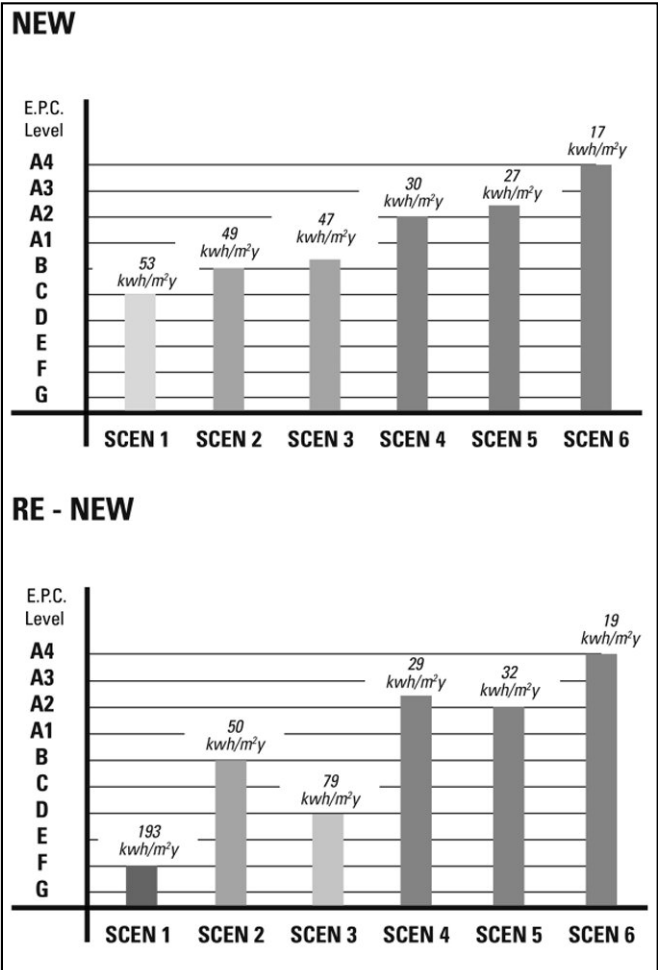 NEW
E.P.C.
Level
A4
A3
A2
A1
B
C
D
E
F
G
53
kwh/m²y
49
kwh/m²y
47
kwh/m²y
30
kwh/m²y
27
kwh/m²y
17
kwh/m²y
SCEN 1 SCEN 2 SCEN 3 SCEN 4 SCEN 5 SCEN 6
RE - NEW
E.P.C.
Level
A4
A3
A2
A1
B
C
D
E
F
G
193
kwh/m²y
50
kwh/m²y
79
kwh/m²y
29
kwh/m²y
32
kwh/m²y
19
kwh/m²y
SCEN 1 SCEN 2 SCEN 3 SCEN 4 SCEN 5 SCEN 6